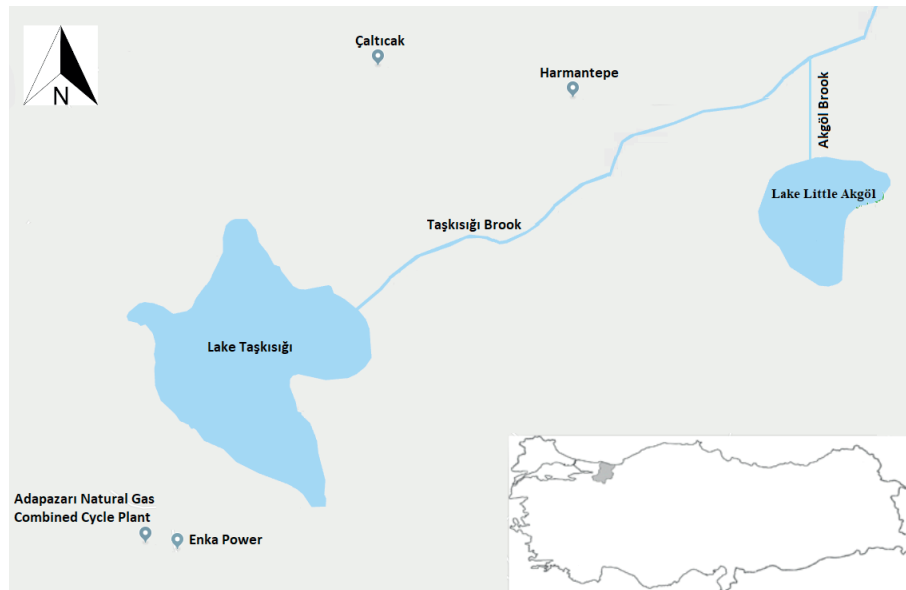 N
Çaltıcak
Harmantepe
Akgöl Brook
Lake Little Akgöl
Taşkısığı Brook
Lake Taşkısığı
Adapazarı Natural Gas
Combined Cycle Plant
Enka Power